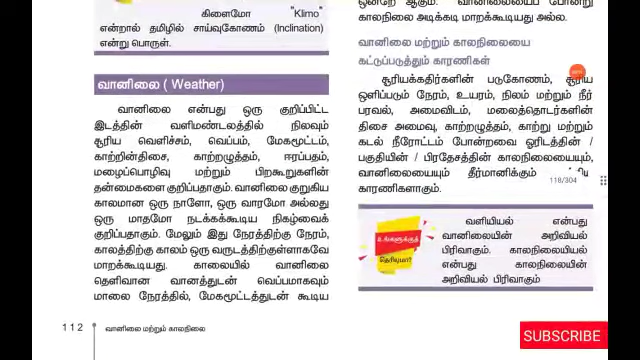 கிளைமோ "Klimo"
என்றால் தமிழில் சாய்வுகோணம் (Inclination)
என்று பொருள்.
வானிலை ( Weather)
வானிலை என்பது ஒரு குறிப்பிட்ட
இடத்தின் வளிமண்டலத்தில் நிலவும்
சூரிய வெளிச்சம், வெப்பம், மேகமூட்டம்,
காற்றின்திசை, காற்றழுத்தம், ஈரப்பதம்,
மழைப்பொழிவு மற்றும் பிறகூறுகளின்
தன்மைகளை குறிப்பதாகும். வானிலை குறுகிய
காலமான ஒரு நாளோ, ஒரு வாரமோ அல்லது
ஒரு மாதமோ நடக்கக்கூடிய நிகழ்வைக்
குறிப்பதாகும். மேலும் இது நேரத்திற்கு நேரம்,
காலத்திற்கு காலம் ஒரு வருடத்திற்குள்ளாகவே
மாறக்கூடியது. காலையில் வானிலை
தெளிவான வானத்துடன் வெப்பமாகவும்
மாலை நேரத்தில், மேகமூட்டத்துடன் கூடிய
ஒன்றே ஆகும். வானிலையைப் போன்று
காலநிலை அடிக்கடி மாறக்கூடியது அல்ல.
வானிலை மற்றும் காலநிலையை
கட்டுப்படுத்தும் காரணிகள்
சூரியக்கதிர்களின் படுகோணம், சூரிய
ஒளிப்படும் நேரம், உயரம், நிலம் மற்றும் நீர்
பரவல், அமைவிடம், மலைத்தொடர்களின்
திசை அமைவு, காற்றழுத்தம், காற்று மற்றும்
கடல் நீரோட்டம் போன்றவை ஓரிடத்தின் /
பகுதியின் / பிரதேசத்தின் காலநிலையையும்,
வானிலையையும் தீர்மானிக்கும்
காரணிகளாகும்.
118/304
உங்களுக்குத்
தெரியுமா?
வளியியல் என்பது
வானிலையின் அறிவியல்
பிரிவாகும். காலநிலையியல்
என்பது காலநிலையின்
அறிவியல் பிரிவாகும்
112 வானிலை மற்றும் காலநிலை
SUBSCRIBE